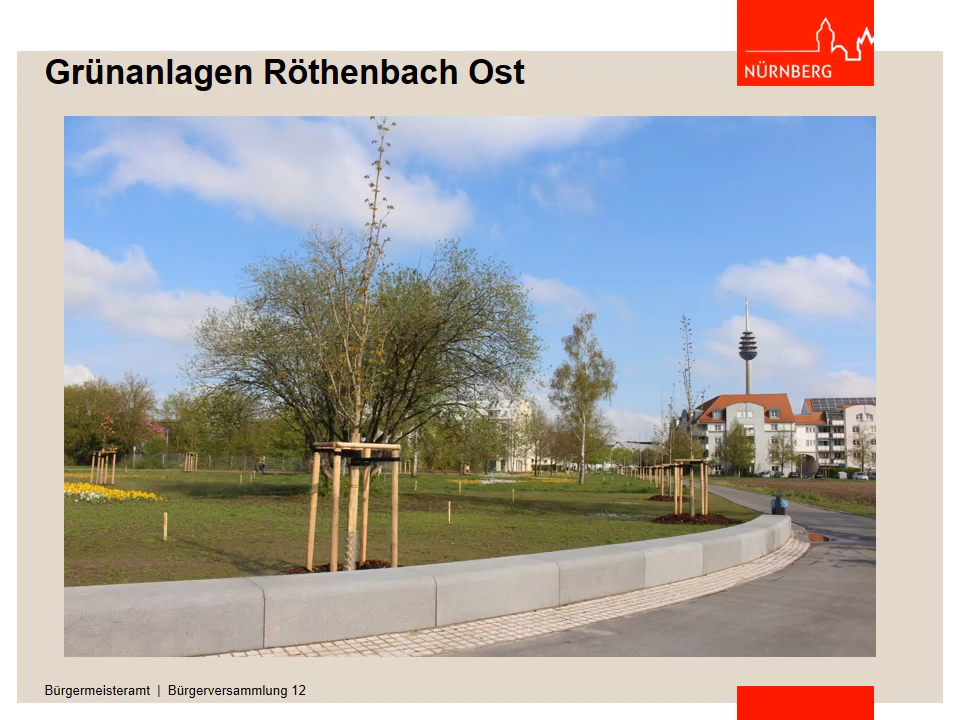 Grünanlagen Röthenbach Ost
NÜRNBERG
Bürgermeisteramt | Bürgerversammlung 12